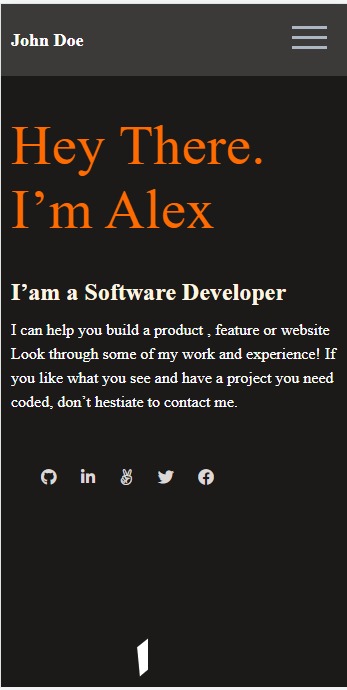 John Doe
Hey There.
I’m Alex
I’am a Software Developer
I can help you build a product , feature or website
Look through some of my work and experience! If
you like what you see and have a project you need
coded, don’t hestiate to contact me.